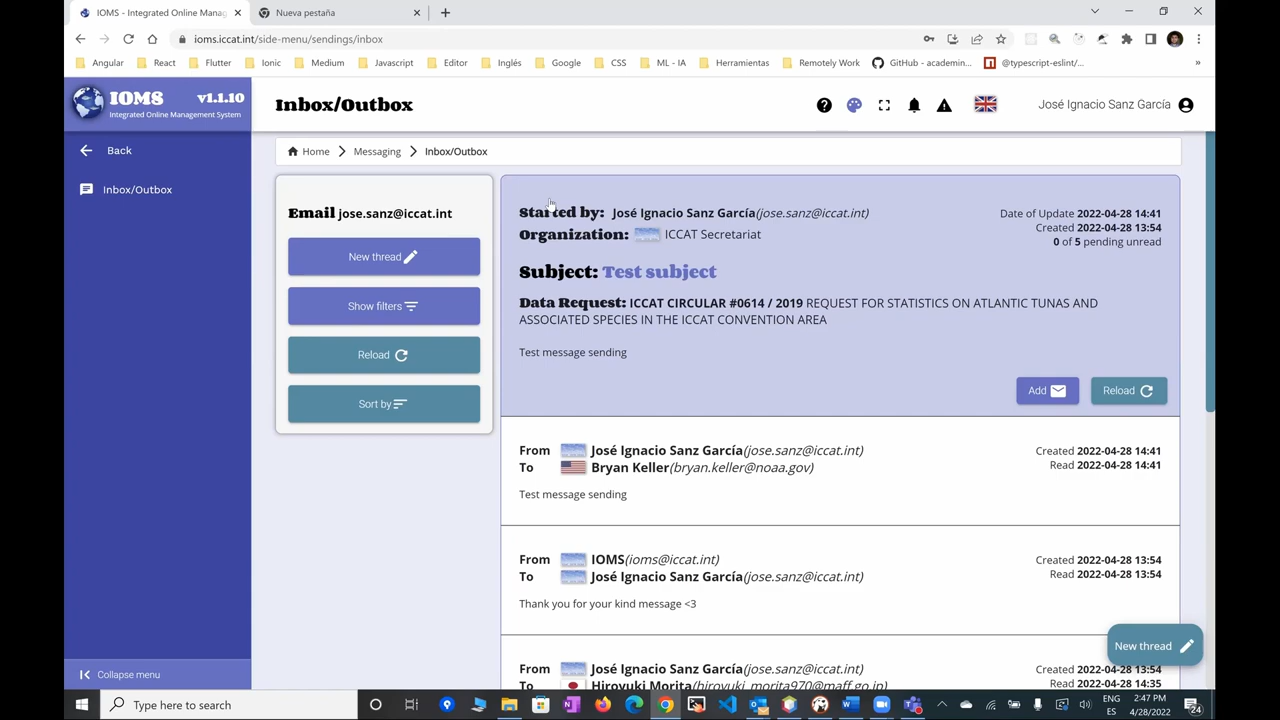 IOMS - Integrated Online Manag
Nueva pestaña
ioms.iccat.int/side-menu/sendings/inbox
Angular
React
Flutter
Ionic
Medium
Javascript
Editor
Inglés
Google
CSS
ML - IA
Herramientas
Remotely Work
GitHub - academin...
@typescript-eslint/...
»
IOMS v1.1.10
Integrated Online Management System
Inbox/Outbox
José Ignacio Sanz García
Back
Inbox/Outbox
Home > Messaging > Inbox/Outbox
Email jose.sanz@iccat.int
New thread
Show filters
Reload
Sort by
Started by: José Ignacio Sanz García(jose.sanz@iccat.int)
Organization: ICCAT Secretariat
Date of Update 2022-04-28 14:41
Created 2022-04-28 13:54
0 of 5 pending unread
Subject: Test subject
Data Request: ICCAT CIRCULAR #0614 / 2019 REQUEST FOR STATISTICS ON ATLANTIC TUNAS AND
ASSOCIATED SPECIES IN THE ICCAT CONVENTION AREA
Test message sending
Add
Reload
From José Ignacio Sanz García(jose.sanz@iccat.int)
To Bryan Keller(bryan.keller@noaa.gov)
Created 2022-04-28 14:41
Read 2022-04-28 14:41
Test message sending
From IOMS(ioms@iccat.int)
To José Ignacio Sanz García(jose.sanz@iccat.int)
Created 2022-04-28 13:54
Read 2022-04-28 13:54
Thank you for your kind message <3
From José Ignacio Sanz García(jose.sanz@iccat.int)
To Hiroyuki Morita(hiroyuki_morita970@maff.go.jp)
Created 2022-04-28 13:54
Read 2022-04-28 14:35
New thread
Collapse menu
Type here to search
ENG
ES
2:47 PM
4/28/2022
24